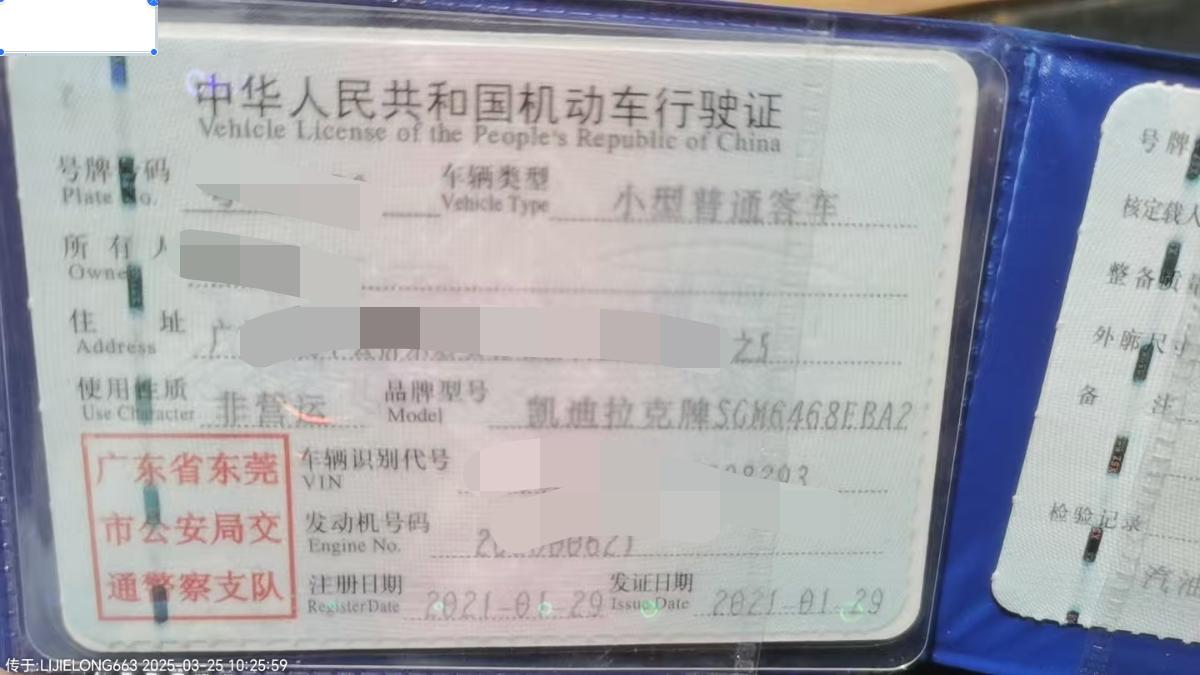 中华人民共和国机动车行驶证
Vehicle License of the People's Republic of China
号牌号码 车辆类型 小型普通客车
Plate No. Vehicle Type
所有人
Owner
住址 之5
Address
使用性质 非营运 品牌型号 凯迪拉克牌SGM6468EBA2
Use Character Model
广东省东莞
市公安局交
通警察支队
车辆识别代号
VIN
发动机号码
Engine No.
注册日期 2021-01-29 发证日期 2021-01-29
Register Date Issue Date
号牌
核定载人
整备质量
外廓尺寸
备注
检验记录
汽油
传于:LIJIELONG663 2025-03-25 10:25:59